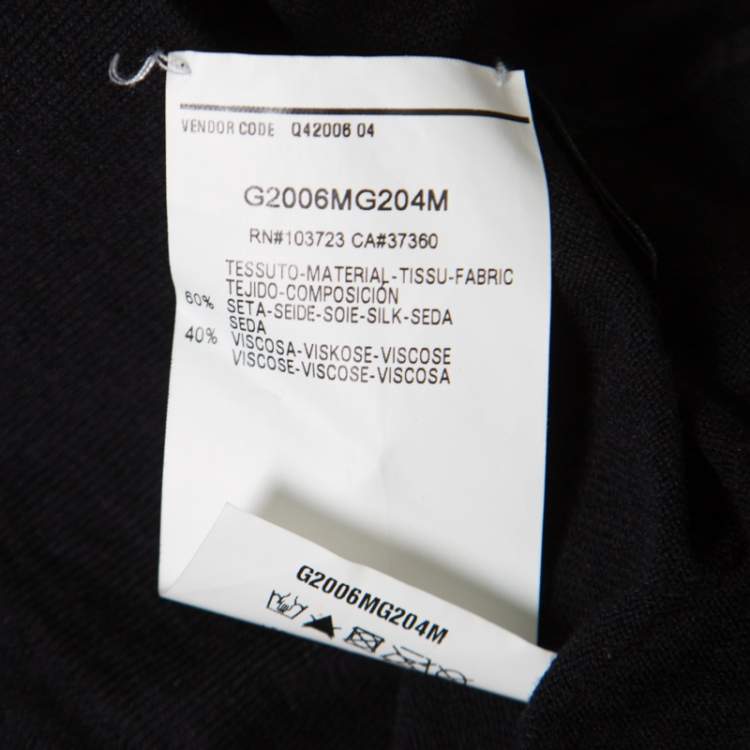 VENDOR CODE Q42006 04
G2006MG204M
RN#103723 CA#37360
TESSUTO-MATERIAL-TISSU-FABRIC
TEJIDO-COMPOSICIÓN
60% SETA-SEIDE-SOIE-SILK-SEDA
SEDA
40% VISCOSA-VISKOSE-VISCOSE
VISCOSE-VISCOSE-VISCOSA
G2006MG204M